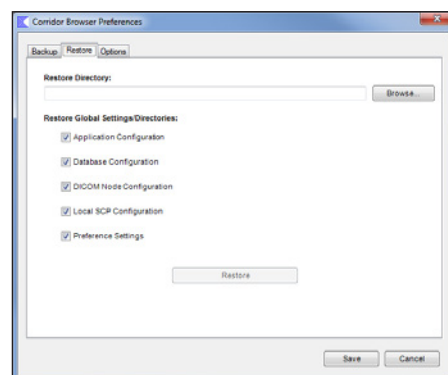 Corridor Browser Preferences
Backup Restore Options
Restore Directory:
Browse...
Restore Global Settings/Directories:
Application Configuraton
Database Configuration
DICOM Node Configuration
Local SCP Configuration
Preference Settings
Restore
Save Cancel